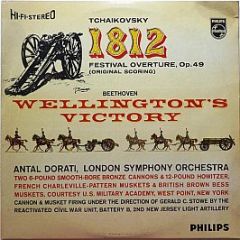 HI-FI-STEREO
TCHAIKOVSKY
PHILIPS
1812
FESTIVAL OVERTURE, Op.49
(ORIGINAL SCORING)
BEETHOVEN
WELLINGTON'S
VICTORY
ANTAL DORATI, LONDON SYMPHONY ORCHESTRA
TWO 6-POUND SMOOTH-BORE BRONZE CANNONS & 12-POUND HOWITZER,
FRENCH CHARLEVILLE-PATTERN MUSKETS & BRITISH BROWN BESS
MUSKETS, COURTESY U.S. MILITARY ACADEMY, WEST POINT, NEW YORK
CANNON & MUSKET FIRING UNDER THE DIRECTION OF GERALD C. STOWE BY THE
REACTIVATED CIVIL WAR UNIT, BATTERY B, 2ND NEW JERSEY LIGHT ARTILLERY
PHILIPS